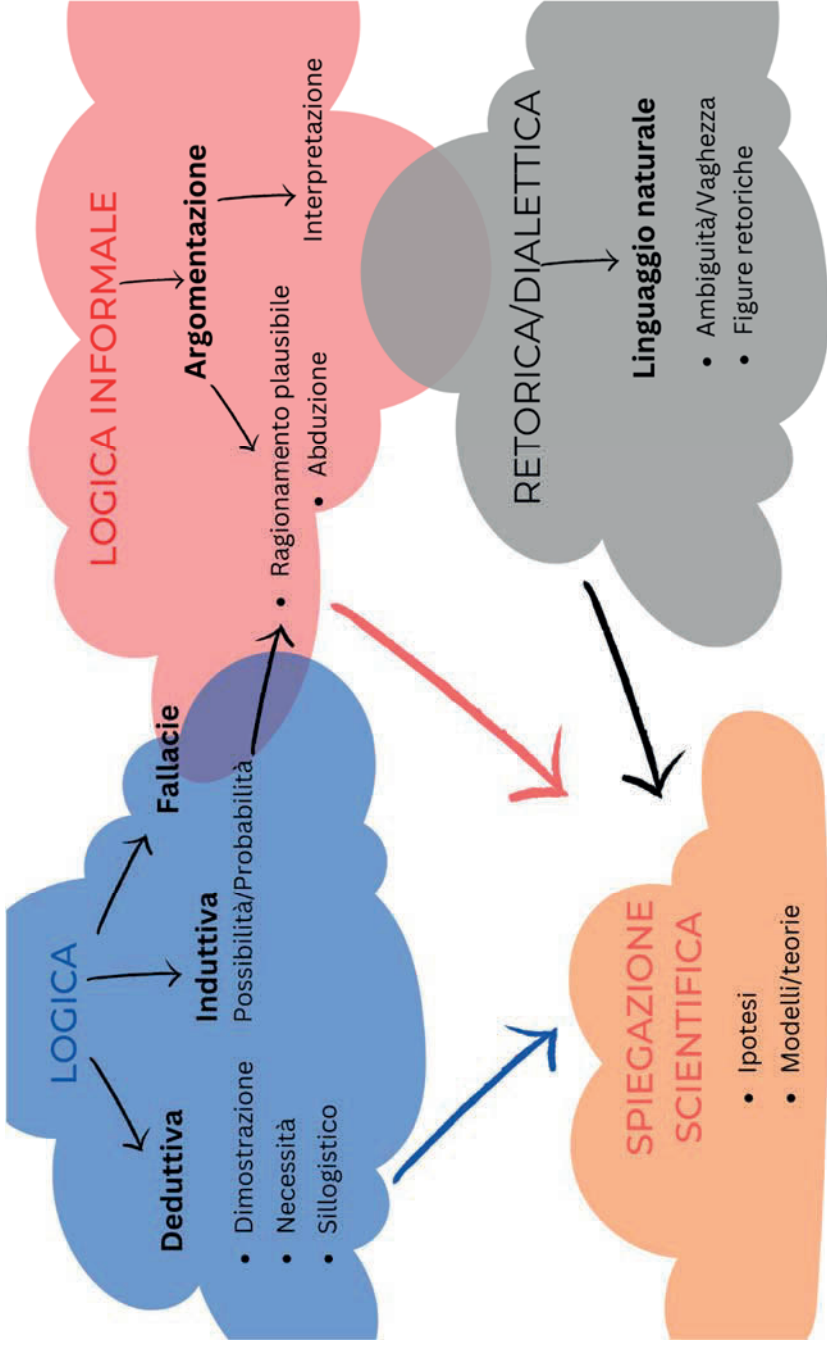 LOGICA
Deduttiva
• Dimostrazione
• Necessità
• Sillogistico
Induttiva
Possibilità/Probabilità
Fallacie
LOGICA INFORMALE
Argomentazione
• Ragionamento plausibile
• Abduzione
Interpretazione
SPIEGAZIONE
SCIENTIFICA
• Ipotesi
• Modelli/teorie
RETORICA/DIALETTICA
Linguaggio naturale
• Ambiguità/Vaghezza
• Figure retoriche